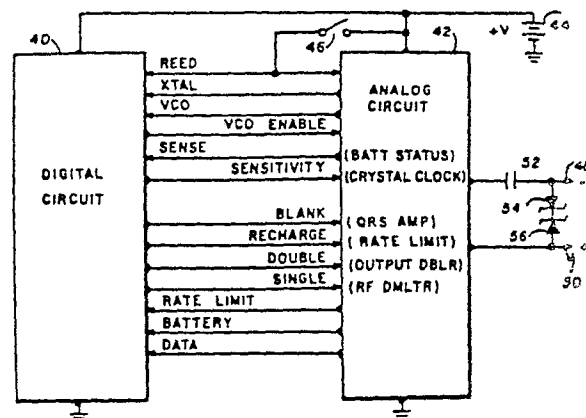 40
46
+V
42
44
REED
XTAL
VCO
VCO ENABLE
SENSE
SENSITIVITY
BLANK
RECHARGE
DOUBLE
SINGLE
RATE LIMIT
BATTERY
DATA
DIGITAL
CIRCUIT
ANALOG
CIRCUIT
(BATT STATUS)
(CRYSTAL CLOCK)
(QRS AMP)
(RATE LIMIT)
(OUTPUT DBLR)
(RF DMLTR)
52
54
56